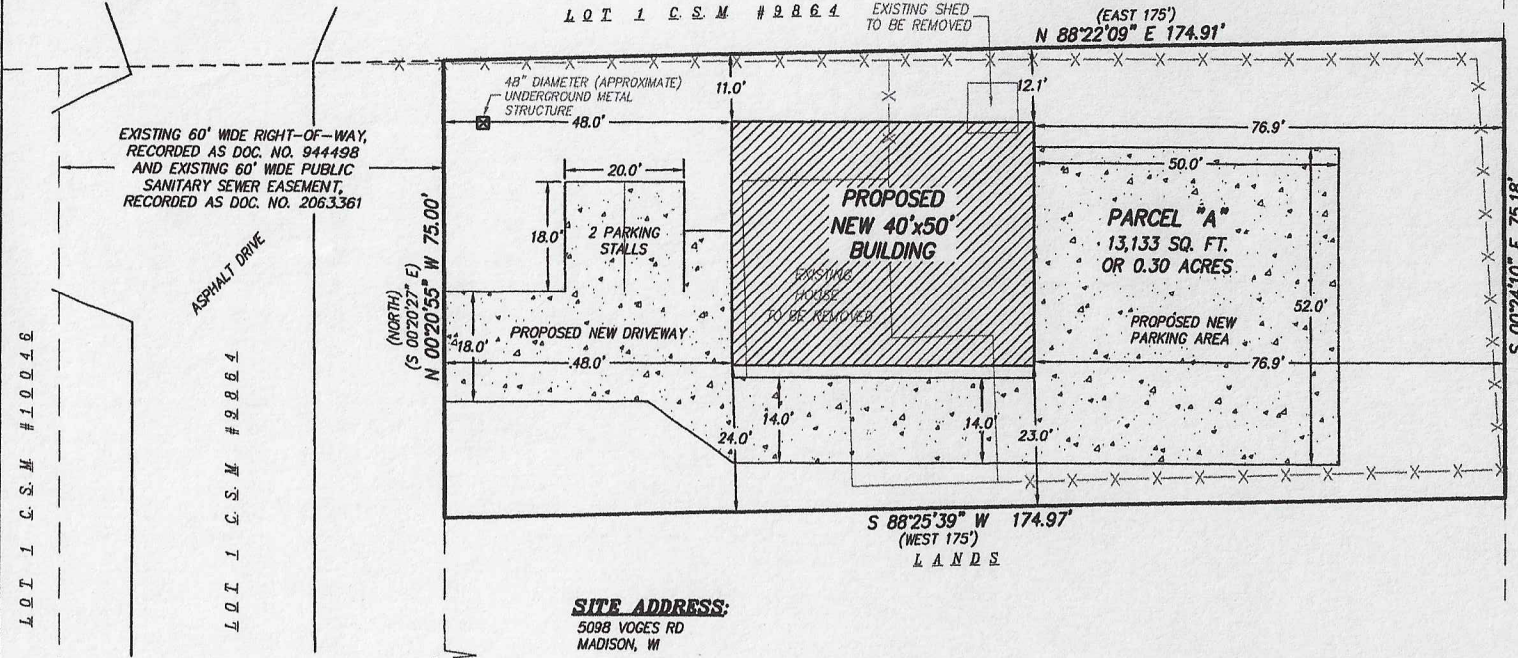 LOT 1 C.S.M. #9864
EXISTING SHED
TO BE REMOVED
(EAST 175')
N 88°22'09" E 174.91'
48" DIAMETER (APPROXIMATE)
UNDERGROUND METAL
STRUCTURE
11.0'
12.1'
48.0'
76.9'
EXISTING 60' WIDE RIGHT-OF-WAY,
RECORDED AS DOC. NO. 944498
AND EXISTING 60' WIDE PUBLIC
SANITARY SEWER EASEMENT,
RECORDED AS DOC. NO. 2063361
20.0'
50.0'
18.0'
2 PARKING
STALLS
PROPOSED
NEW 40'x50'
BUILDING
PARCEL "A"
13,133 SQ. FT.
OR 0.30 ACRES
ASPHALT DRIVE
(NORTH)
(S 00°20'27" E)
N 00°20'55" W 75.00'
S 00°24'10" E 75.18'
EXISTING
HOUSE
TO BE REMOVED
52.0'
PROPOSED NEW DRIVEWAY
PROPOSED NEW
PARKING AREA
18.0'
48.0'
76.9'
14.0'
14.0'
24.0'
23.0'
LOT 1 C.S.M. #10046
LOT 1 C.S.M. #9864
S 88°25'39" W 174.97'
(WEST 175')
LANDS
SITE ADDRESS:
5098 VOGES RD
MADISON, WI